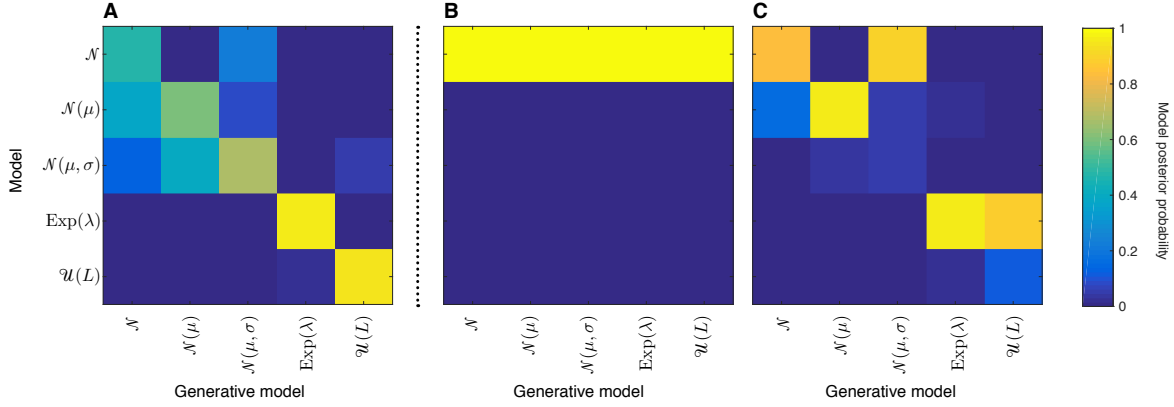 A
B
C
Model
𝒩
𝒩(μ)
𝒩(μ, σ)
Exp(λ)
𝒰(L)
𝒩
𝒩(μ)
𝒩(μ, σ)
Exp(λ)
𝒰(L)
Generative model
𝒩
𝒩(μ)
𝒩(μ, σ)
Exp(λ)
𝒰(L)
Generative model
𝒩
𝒩(μ)
𝒩(μ, σ)
Exp(λ)
𝒰(L)
Generative model
1
0.8
0.6
0.4
0.2
0
Model posterior probability